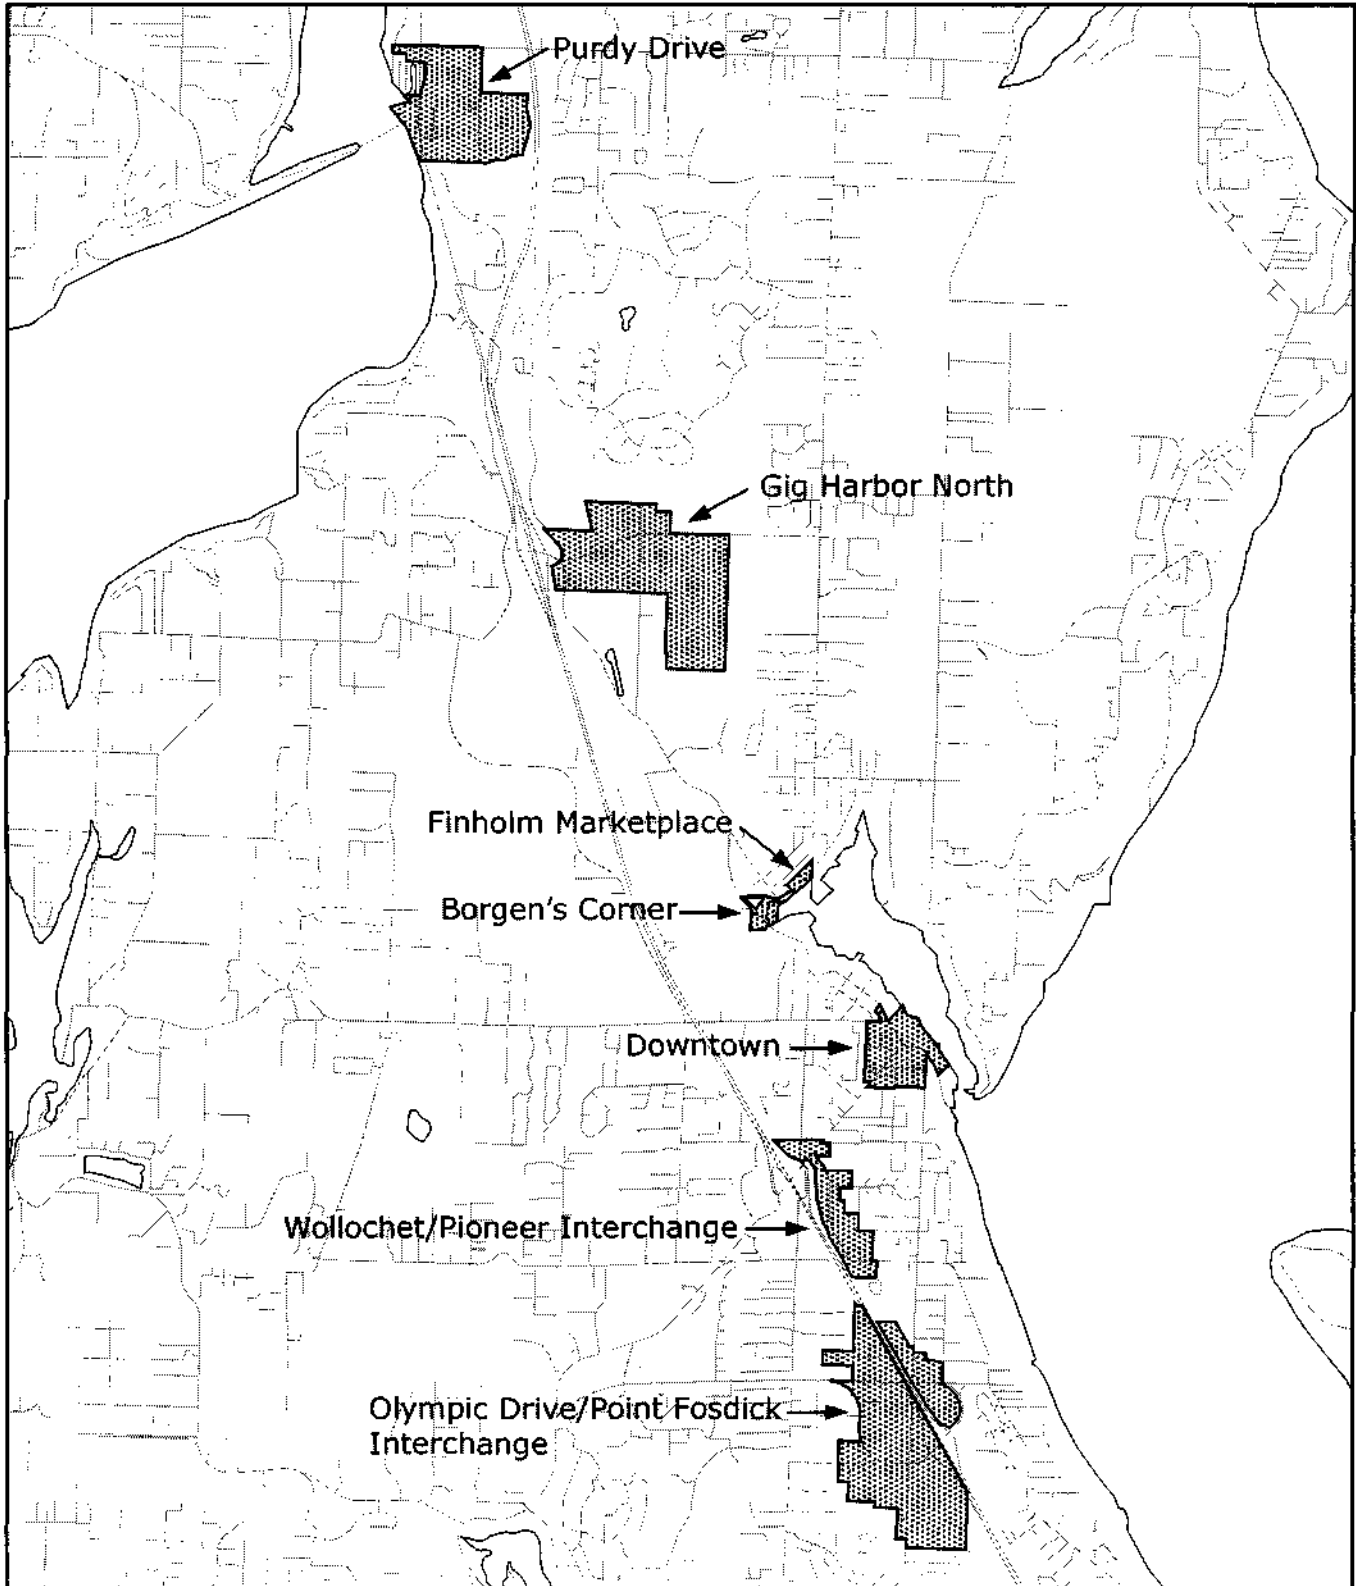 Purdy Drive
Gig Harbor North
Finholm Marketplace
Borgen's Corner
Downtown
Wollochet/Pioneer Interchange
Olympic Drive/Point Fosdick
Interchange